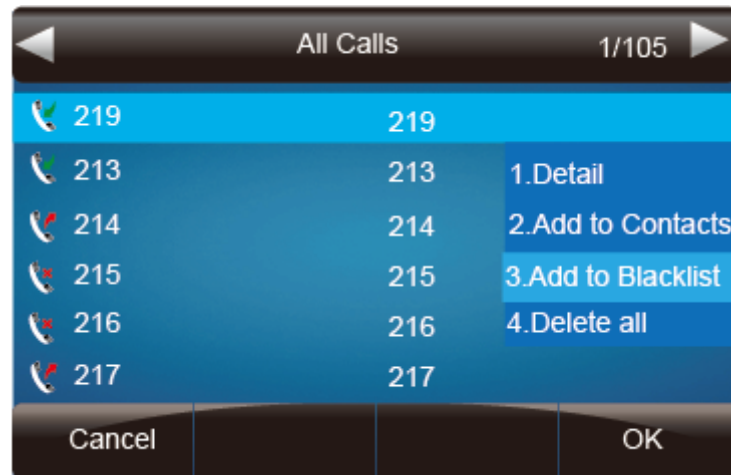 All Calls 1/105
219 219
213 213 1.Detail
214 214 2.Add to Contacts
215 215 3.Add to Blacklist
216 216 4.Delete all
217 217
Cancel OK